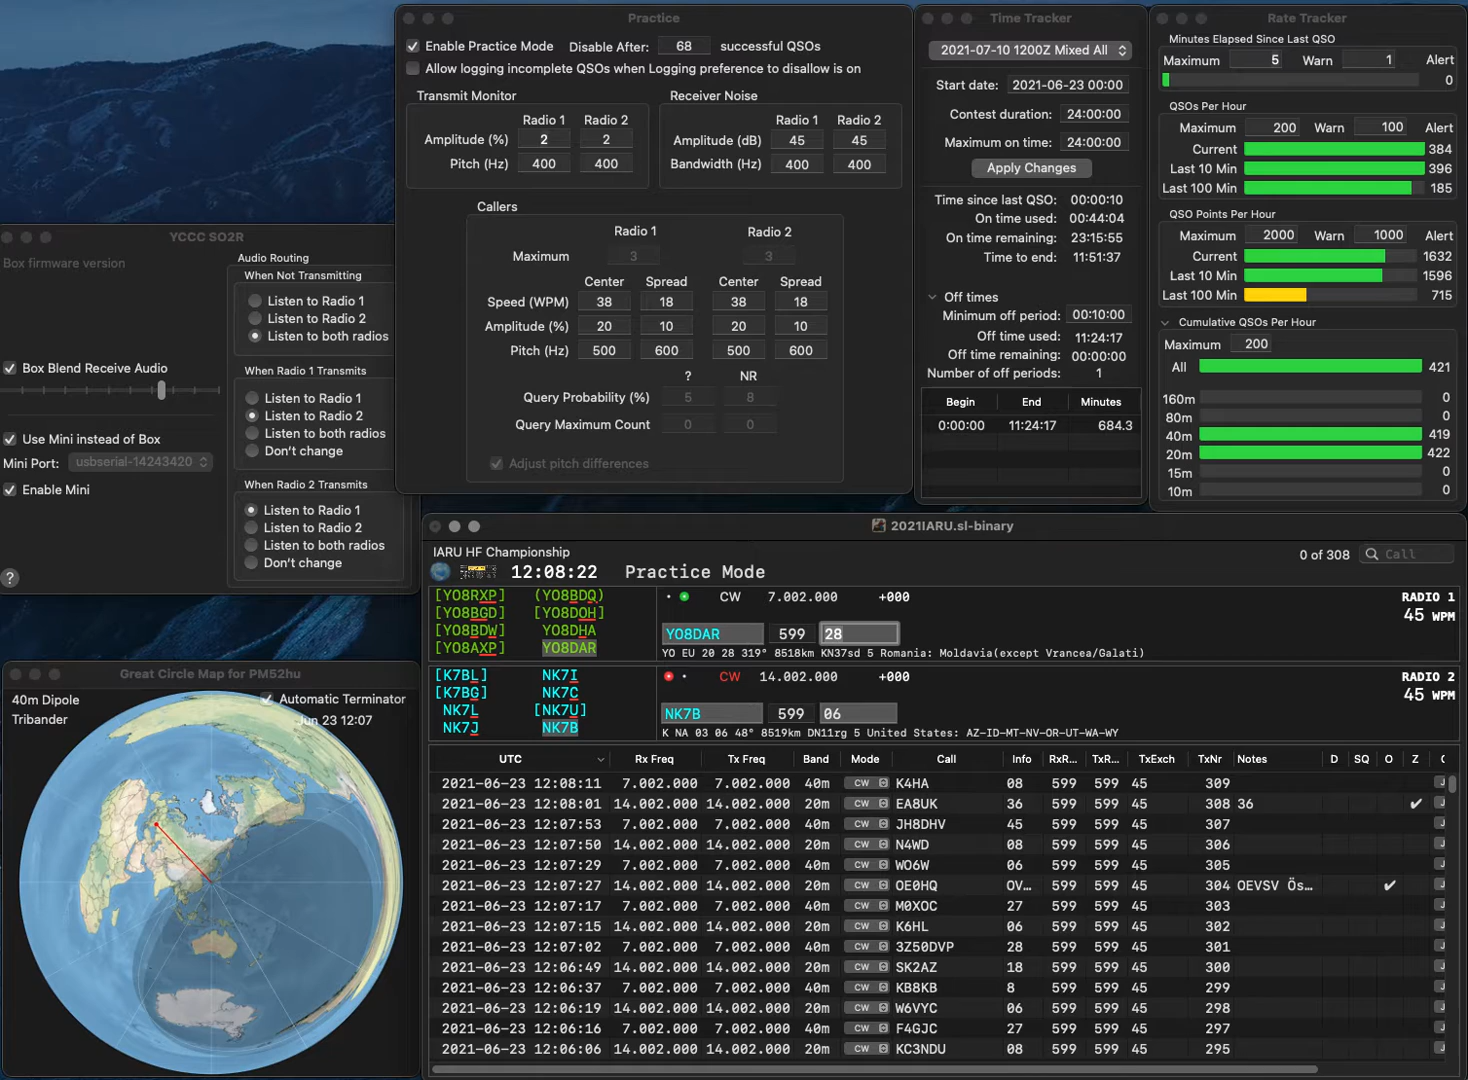 Practice
Enable Practice Mode Disable After: 68 successful QSOs
Allow logging incomplete QSOs when Logging preference to disallow is on
Transmit Monitor
Radio 1 Radio 2
Amplitude (%) 2 2
Pitch (Hz) 400 400
Receiver Noise
Radio 1 Radio 2
Amplitude (dB) 45 45
Bandwidth (Hz) 400 400
Callers
Radio 1 Radio 2
Maximum 3 3
Center Spread Center Spread
Speed (WPM) 38 18 38 18
Amplitude (%) 20 10 20 10
Pitch (Hz) 500 600 500 600
? NR
Query Probability (%) 5 8
Query Maximum Count 0 0
Adjust pitch differences
Time Tracker
2021-07-10 1200Z Mixed All
Start date: 2021-06-23 00:00
Contest duration: 24:00:00
Maximum on time: 24:00:00
Apply Changes
Time since last QSO: 00:00:10
On time used: 00:44:04
On time remaining: 23:15:55
Time to end: 11:51:37
Off times
Minimum off period: 00:10:00
Off time used: 11:24:17
Off time remaining: 00:00:00
Number of off periods: 1
Begin End Minutes
0:00:00 11:24:17 684.3
Rate Tracker
Minutes Elapsed Since Last QSO
Maximum 5 Warn 1 Alert
0
QSOs Per Hour
Maximum 200 Warn 100 Alert
Current 384
Last 10 Min 396
Last 100 Min 185
QSO Points Per Hour
Maximum 2000 Warn 1000 Alert
Current 1632
Last 10 Min 1596
Last 100 Min 715
Cumulative QSOs Per Hour
Maximum 200
All 421
160m 0
80m 0
40m 419
20m 422
15m 0
10m 0
YCCC SO2R
Box firmware version
Box Blend Receive Audio
Use Mini instead of Box
Mini Port: usbserial-14243420
Enable Mini
?
Audio Routing
When Not Transmitting
Listen to Radio 1
Listen to Radio 2
Listen to both radios
When Radio 1 Transmits
Listen to Radio 1
Listen to Radio 2
Listen to both radios
Don't change
When Radio 2 Transmits
Listen to Radio 1
Listen to Radio 2
Listen to both radios
Don't change
Great Circle Map for PM52hu
40m Dipole
Tribander
Automatic Terminator
Jun 23 12:07
2021IARU.sl-binary
IARU HF Championship
0 of 308 Call
12:08:22 Practice Mode
[YO8RXP] (YO8BDQ)
[YO8BGD] [YO8DOH]
[YO8BDW] YO8DHA
[YO8AXP] YO8DAR
CW 7.002.000 +000 RADIO 1
45 WPM
YO8DAR 599 28
YO EU 20 28 319° 8518km KN37sd 5 Romania: Moldavia(except Vrancea/Galati)
[K7BL] NK7I
[K7BG] NK7C
NK7L [NK7U]
NK7J NK7B
CW 14.002.000 +000 RADIO 2
45 WPM
NK7B 599 06
K NA 03 06 48° 8519km DN11rg 5 United States: AZ-ID-MT-NV-OR-UT-WA-WY
UTC Rx Freq Tx Freq Band Mode Call Info RxR... TxR... TxExch TxNr Notes D SQ O Z
2021-06-23 12:08:11 7.002.000 7.002.000 40m CW K4HA 08 599 599 45 309
2021-06-23 12:08:01 14.002.000 14.002.000 20m CW EA8UK 36 599 599 45 308 36 ✔
2021-06-23 12:07:53 7.002.000 7.002.000 40m CW JH8DHV 45 599 599 45 307
2021-06-23 12:07:50 14.002.000 14.002.000 20m CW N4WD 08 599 599 45 306
2021-06-23 12:07:29 7.002.000 7.002.000 40m CW WO6W 06 599 599 45 305
2021-06-23 12:07:27 14.002.000 14.002.000 20m CW OE0HQ OV... 599 599 45 304 OEVSV Ös... ✔
2021-06-23 12:07:17 7.002.000 7.002.000 40m CW M0XOC 27 599 599 45 303
2021-06-23 12:07:15 14.002.000 14.002.000 20m CW K6HL 06 599 599 45 302
2021-06-23 12:07:02 7.002.000 7.002.000 40m CW 3Z50DVP 28 599 599 45 301
2021-06-23 12:06:49 14.002.000 14.002.000 20m CW SK2AZ 18 599 599 45 300
2021-06-23 12:06:37 7.002.000 7.002.000 40m CW KB8KB 8 599 599 45 299
2021-06-23 12:06:19 14.002.000 14.002.000 20m CW W6VYC 06 599 599 45 298
2021-06-23 12:06:16 7.002.000 7.002.000 40m CW F4GJC 27 599 599 45 297
2021-06-23 12:06:06 14.002.000 14.002.000 20m CW KC3NDU 08 599 599 45 295